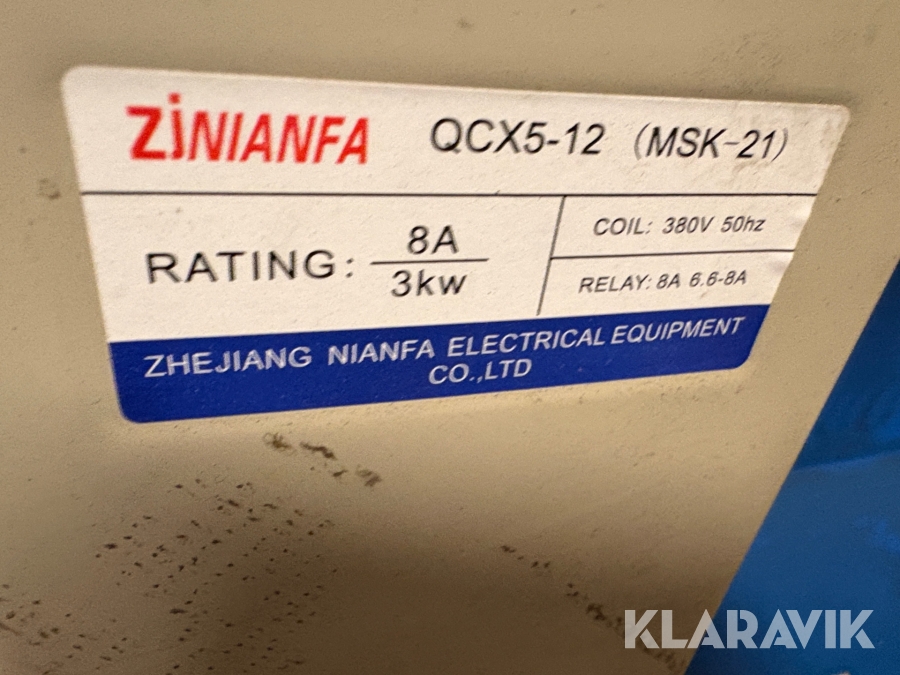 ZiNIANFA QCX5-12 (MSK-21)
RATING: 8A
3kw
COIL: 380V 50hz
RELAY: 8A 6.6-8A
ZHEJIANG NIANFA ELECTRICAL EQUIPMENT
CO.,LTD
KLARAVIK